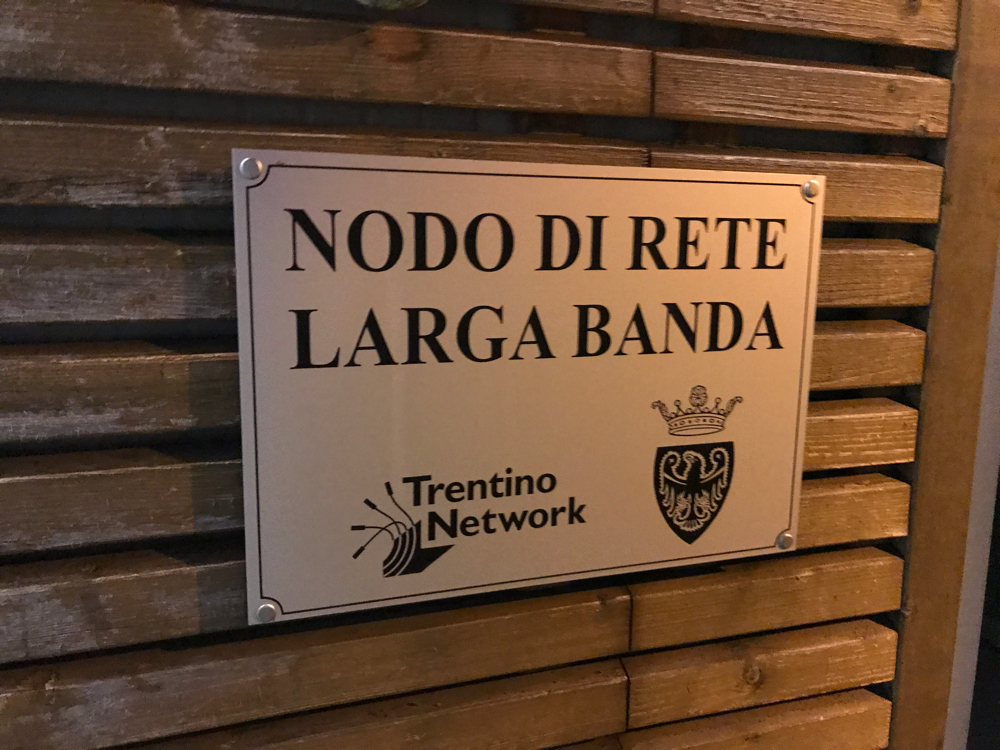 NODO DI RETE
LARGA BANDA
Trentino
Network